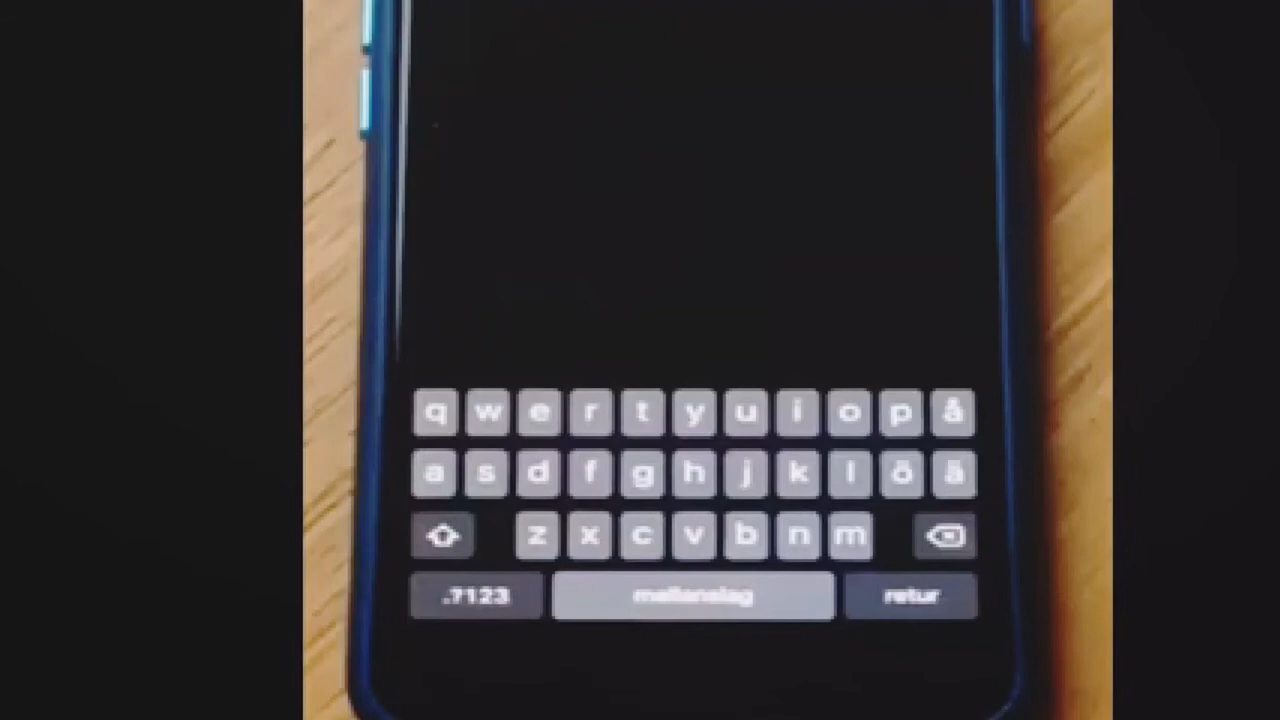 q w e r t y u i o p å
a s d f g h j k l ö ä
z x c v b n m
.?123 mellanslag retur